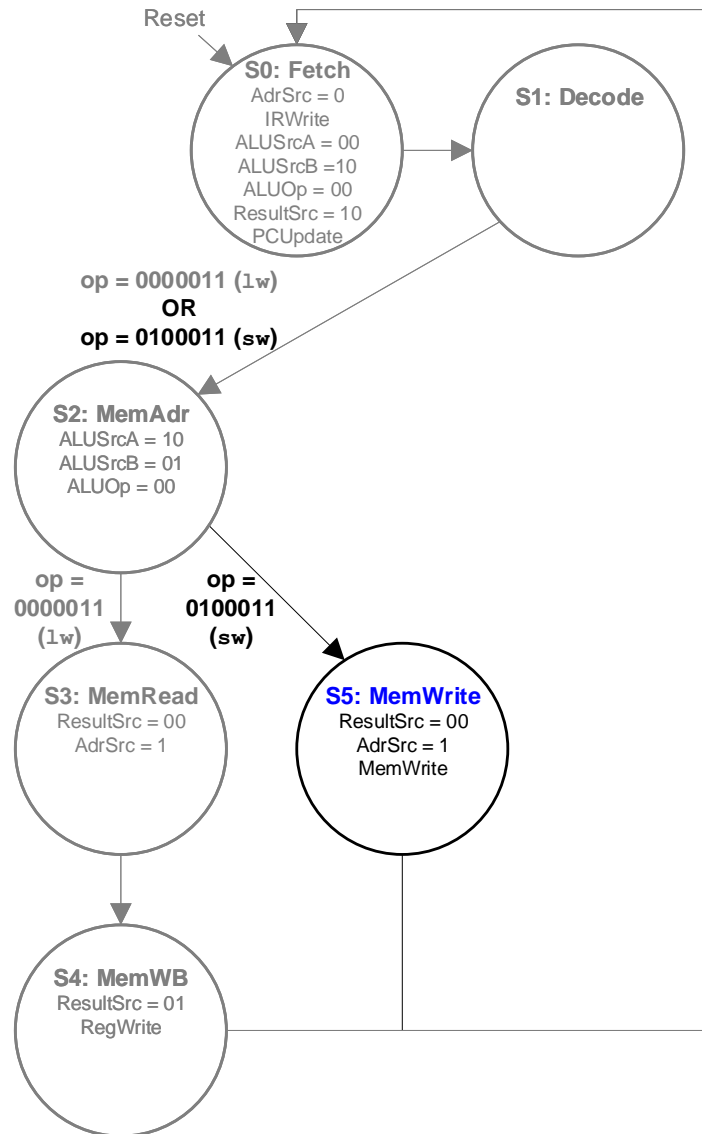 Reset
S0: Fetch
AdrSrc = 0
IRWrite
ALUSrcA = 00
ALUSrcB =10
ALUOp = 00
ResultSrc = 10
PCUpdate
S1: Decode
op = 0000011 (lw)
OR
op = 0100011 (sw)
S2: MemAdr
ALUSrcA = 10
ALUSrcB = 01
ALUOp = 00
op =
0000011
(lw)
op =
0100011
(sw)
S3: MemRead
ResultSrc = 00
AdrSrc = 1
S5: MemWrite
ResultSrc = 00
AdrSrc = 1
MemWrite
S4: MemWB
ResultSrc = 01
RegWrite